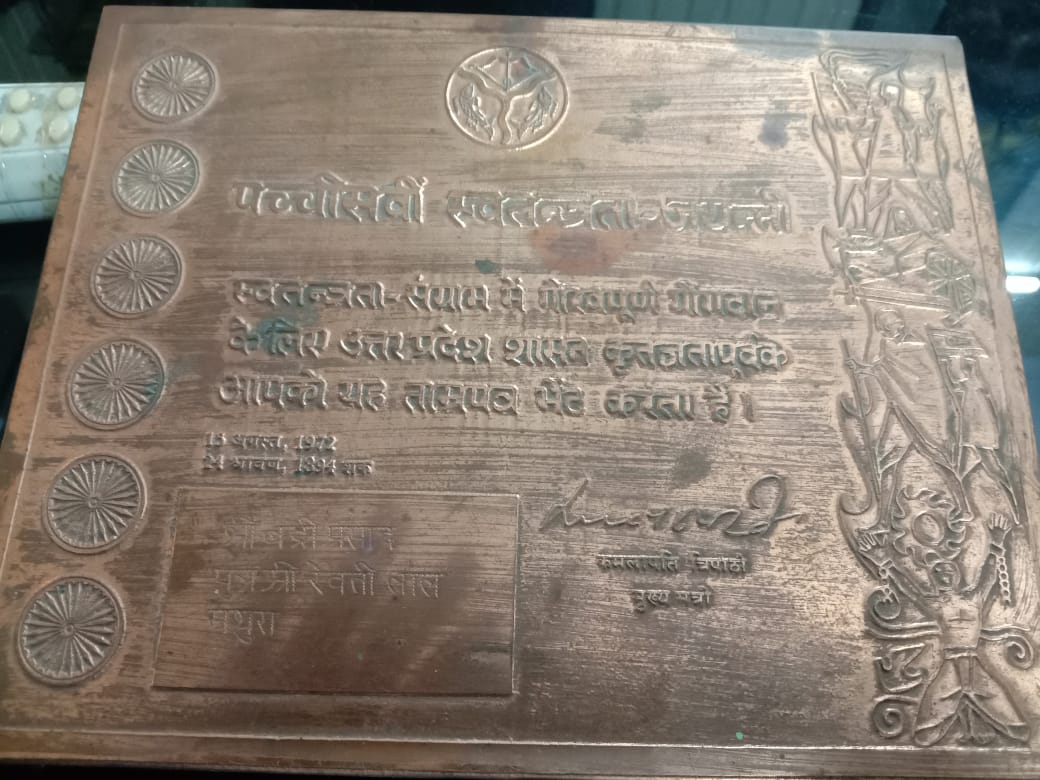 पच्चीसवीं स्वतन्त्रता-जयन्ती
स्वतन्त्रता-संग्राम में गौरवपूर्ण योगदान
के लिए उत्तर प्रदेश शासन कृतज्ञतापूर्वक
आपको यह ताम्रपत्र भेंट करता है।
15 अगस्त, 1972
24 श्रावण, 1894 शक
श्री बद्री प्रसाद
पुत्र श्री रेवती लाल
मथुरा
कमलापति त्रिपाठी
मुख्य मंत्री